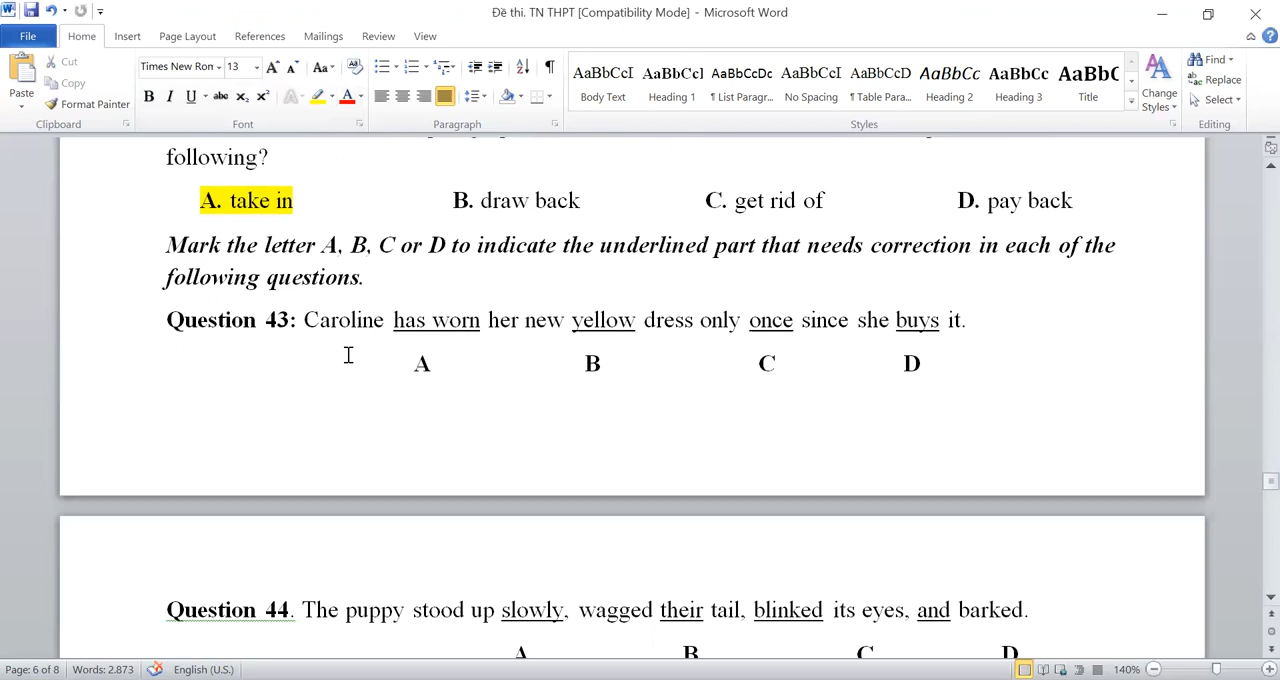 Đề thi. TN THPT [Compatibility Mode] - Microsoft Word
File Home Insert Page Layout References Mailings Review View
Cut
Copy
Format Painter
Paste
Clipboard
Times New Ron 13
Font
Paragraph
AaBbCcI AaBbCc] AaBbCcDc AaBbCcI AaBbCcD AaBbCc AaBbCc AaBbC
Body Text Heading 1 ¶ List Paragr... No Spacing ¶ Table Para... Heading 2 Heading 3 Title
Styles
Change Styles
Find
Replace
Select
Editing
following?
A. take in B. draw back C. get rid of D. pay back
Mark the letter A, B, C or D to indicate the underlined part that needs correction in each of the
following questions.
Question 43: Caroline has worn her new yellow dress only once since she buys it.
A B C D
Question 44. The puppy stood up slowly, wagged their tail, blinked its eyes, and barked.
A B C D
Page: 6 of 8 Words: 2.873 English (U.S.) 140%